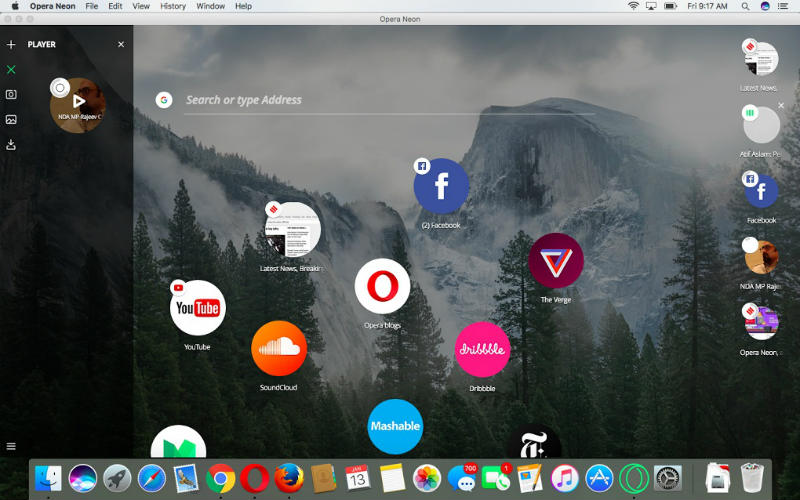 Opera Neon File Edit View History Window Help
Fri 9:17 AM
Opera Neon
PLAYER
NDA MP-Rajeev C
Search or type Address
(2) Facebook
Latest News, Breakin
The Verge
YouTube
YouTube
Opera blogs
SoundCloud
dribbble
Dribbble
Mashable
Latest News,
Atif Aslam: Pe
Facebook
NDA MP Raje
Opera Neon,
JAN
13
700
1